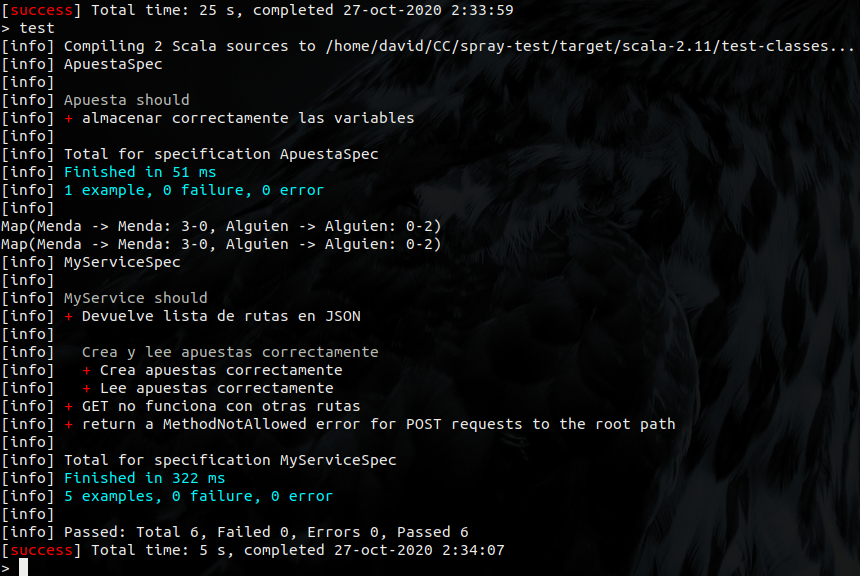 [success] Total time: 25 s, completed 27-oct-2020 2:33:59
> test
[info] Compiling 2 Scala sources to /home/david/CC/spray-test/target/scala-2.11/test-classes...
[info] ApuestaSpec
[info]
[info] Apuesta should
[info] + almacenar correctamente las variables
[info]
[info] Total for specification ApuestaSpec
[info] Finished in 51 ms
[info] 1 example, 0 failure, 0 error
[info]
Map(Menda -> Menda: 3-0, Alguien -> Alguien: 0-2)
Map(Menda -> Menda: 3-0, Alguien -> Alguien: 0-2)
[info] MyServiceSpec
[info]
[info] MyService should
[info] + Devuelve lista de rutas en JSON
[info]
[info]   Crea y lee apuestas correctamente
[info]   + Crea apuestas correctamente
[info]   + Lee apuestas correctamente
[info] + GET no funciona con otras rutas
[info] + return a MethodNotAllowed error for POST requests to the root path
[info]
[info] Total for specification MyServiceSpec
[info] Finished in 322 ms
[info] 5 examples, 0 failure, 0 error
[info]
[info] Passed: Total 6, Failed 0, Errors 0, Passed 6
[success] Total time: 5 s, completed 27-oct-2020 2:34:07
>